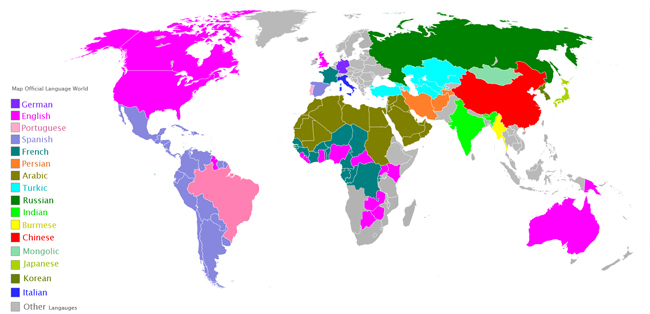 Map Official Language World
German
English
Portuguese
Spanish
French
Persian
Arabic
Turkic
Russian
Indian
Burmese
Chinese
Mongolic
Japanese
Korean
Italian
Other Langauges